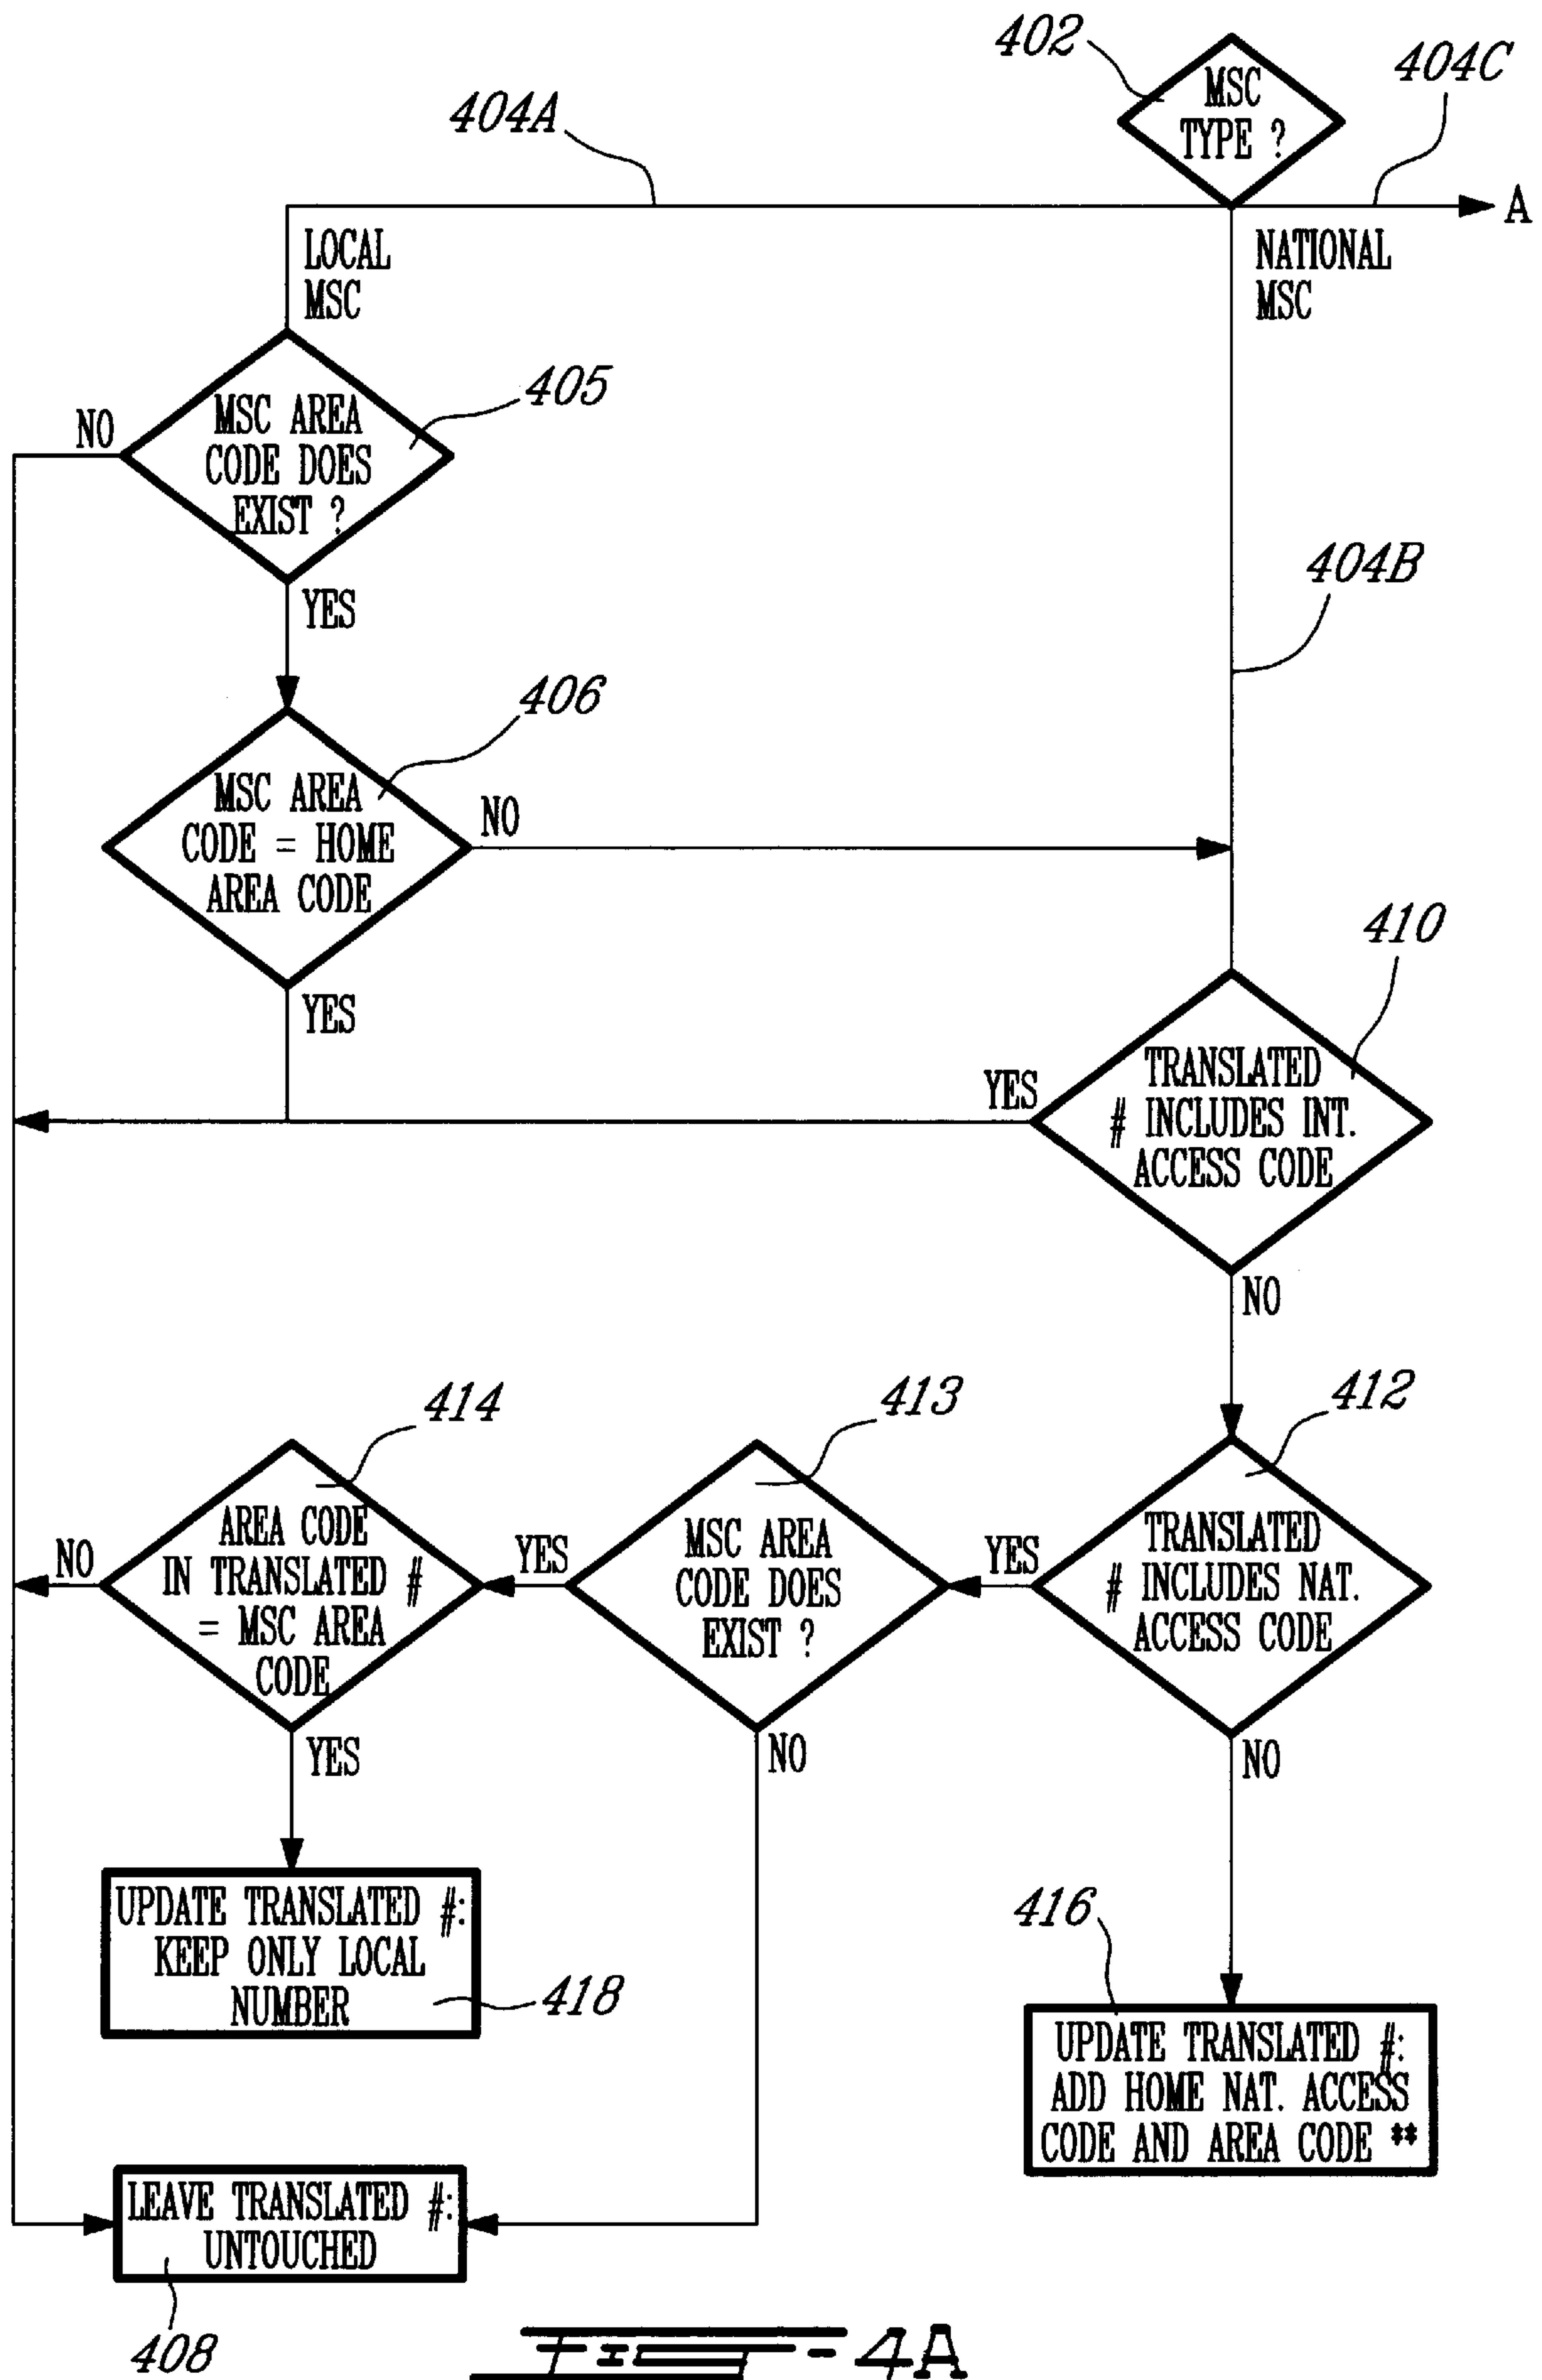 402
MSC
TYPE ?
404A
404C
A
LOCAL
MSC
NATIONAL
MSC
405
NO
MSC AREA
CODE DOES
EXIST ?
YES
404B
406
MSC AREA
CODE = HOME
AREA CODE
NO
YES
410
YES
TRANSLATED
# INCLUDES INT.
ACCESS CODE
NO
414
413
412
NO
AREA CODE
IN TRANSLATED #
= MSC AREA
CODE
YES
MSC AREA
CODE DOES
EXIST ?
YES
TRANSLATED
# INCLUDES NAT.
ACCESS CODE
YES
NO
NO
UPDATE TRANSLATED #:
KEEP ONLY LOCAL
NUMBER
418
416
UPDATE TRANSLATED #:
ADD HOME NAT. ACCESS
CODE AND AREA CODE **
LEAVE TRANSLATED #:
UNTOUCHED
408
FIG - 4A